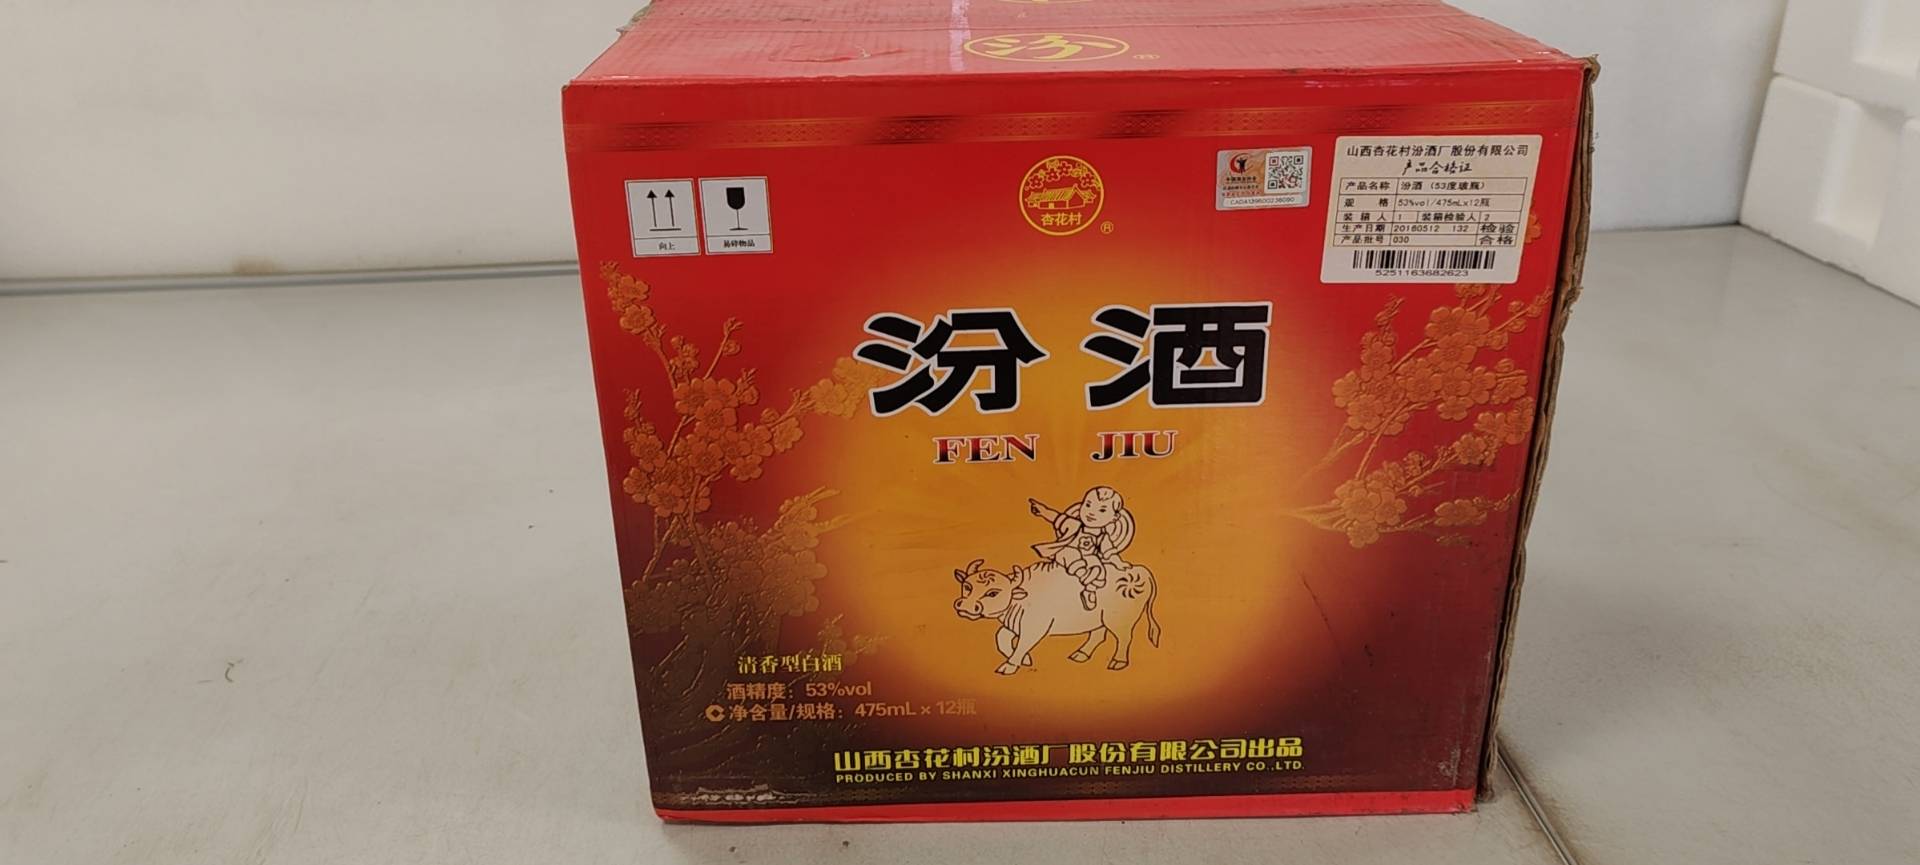 汾
®
杏花村
®
CADA139600236090
山西杏花村汾酒厂股份有限公司
产品合格证
产品名称 汾酒 (53度玻瓶)
规 格 53%vol/475mLx12瓶
装箱人 1 装箱检验人 2
生产日期 20180512 132 检验
产品批号 030 合格
5251163682623
向上
易碎物品
汾酒
FEN JIU
清香型白酒
酒精度：53%vol
净含量/规格：475mL x 12瓶
山西杏花村汾酒厂股份有限公司出品
PRODUCED BY SHANXI XINGHUACUN FENJIU DISTILLERY CO.,LTD.